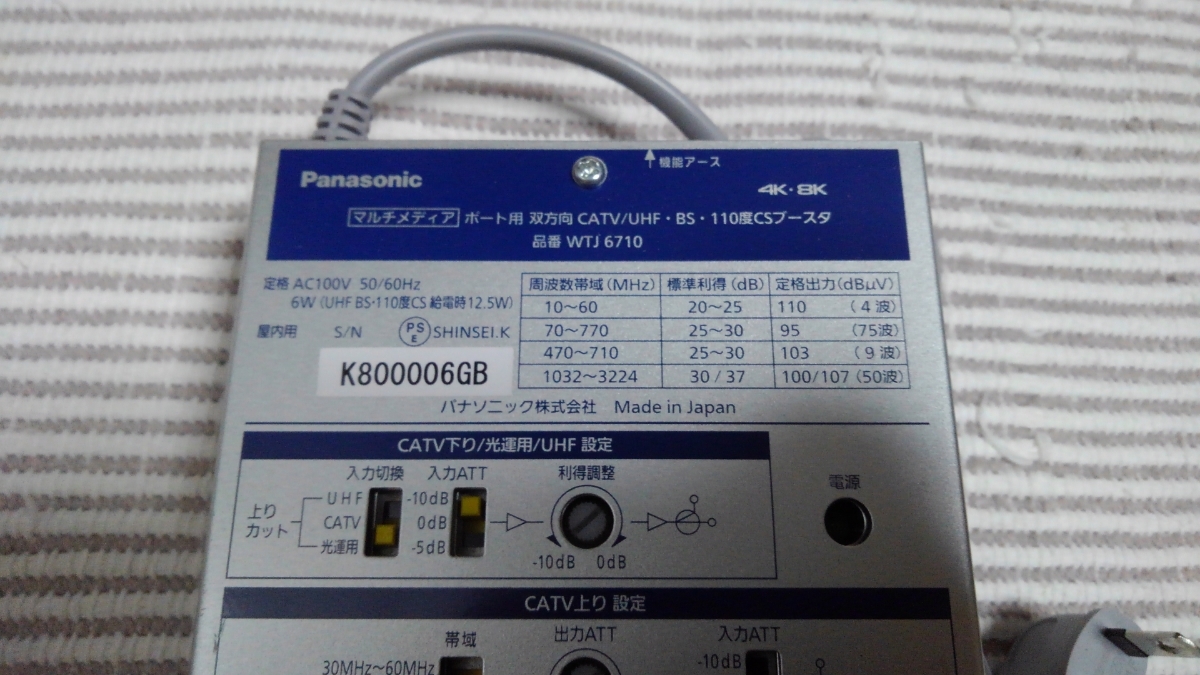 機能アース
Panasonic
4K・8K
マルチメディア ポート用 双方向 CATV/UHF・BS・110度CSブースタ
品番 WTJ 6710
定格 AC100V 50/60Hz
6W (UHF BS・110度CS 給電時 12.5W)
屋内用 S/N PS E SHINSEI.K
K800006GB
周波数帯域 (MHz) 標準利得 (dB) 定格出力 (dBμV)
10～60 20～25 110 (4波)
70～770 25～30 95 (75波)
470～710 25～30 103 (9波)
1032～3224 30 / 37 100/107 (50波)
パナソニック株式会社 Made in Japan
CATV下り/光運用/UHF 設定
入力切換 入力ATT 利得調整
上り
カット
UHF
CATV
光運用
-10dB
0dB
-5dB
-10dB 0dB
電源
CATV上り 設定
帯域 出力ATT 入力ATT
30MHz～60MHz
-10dB